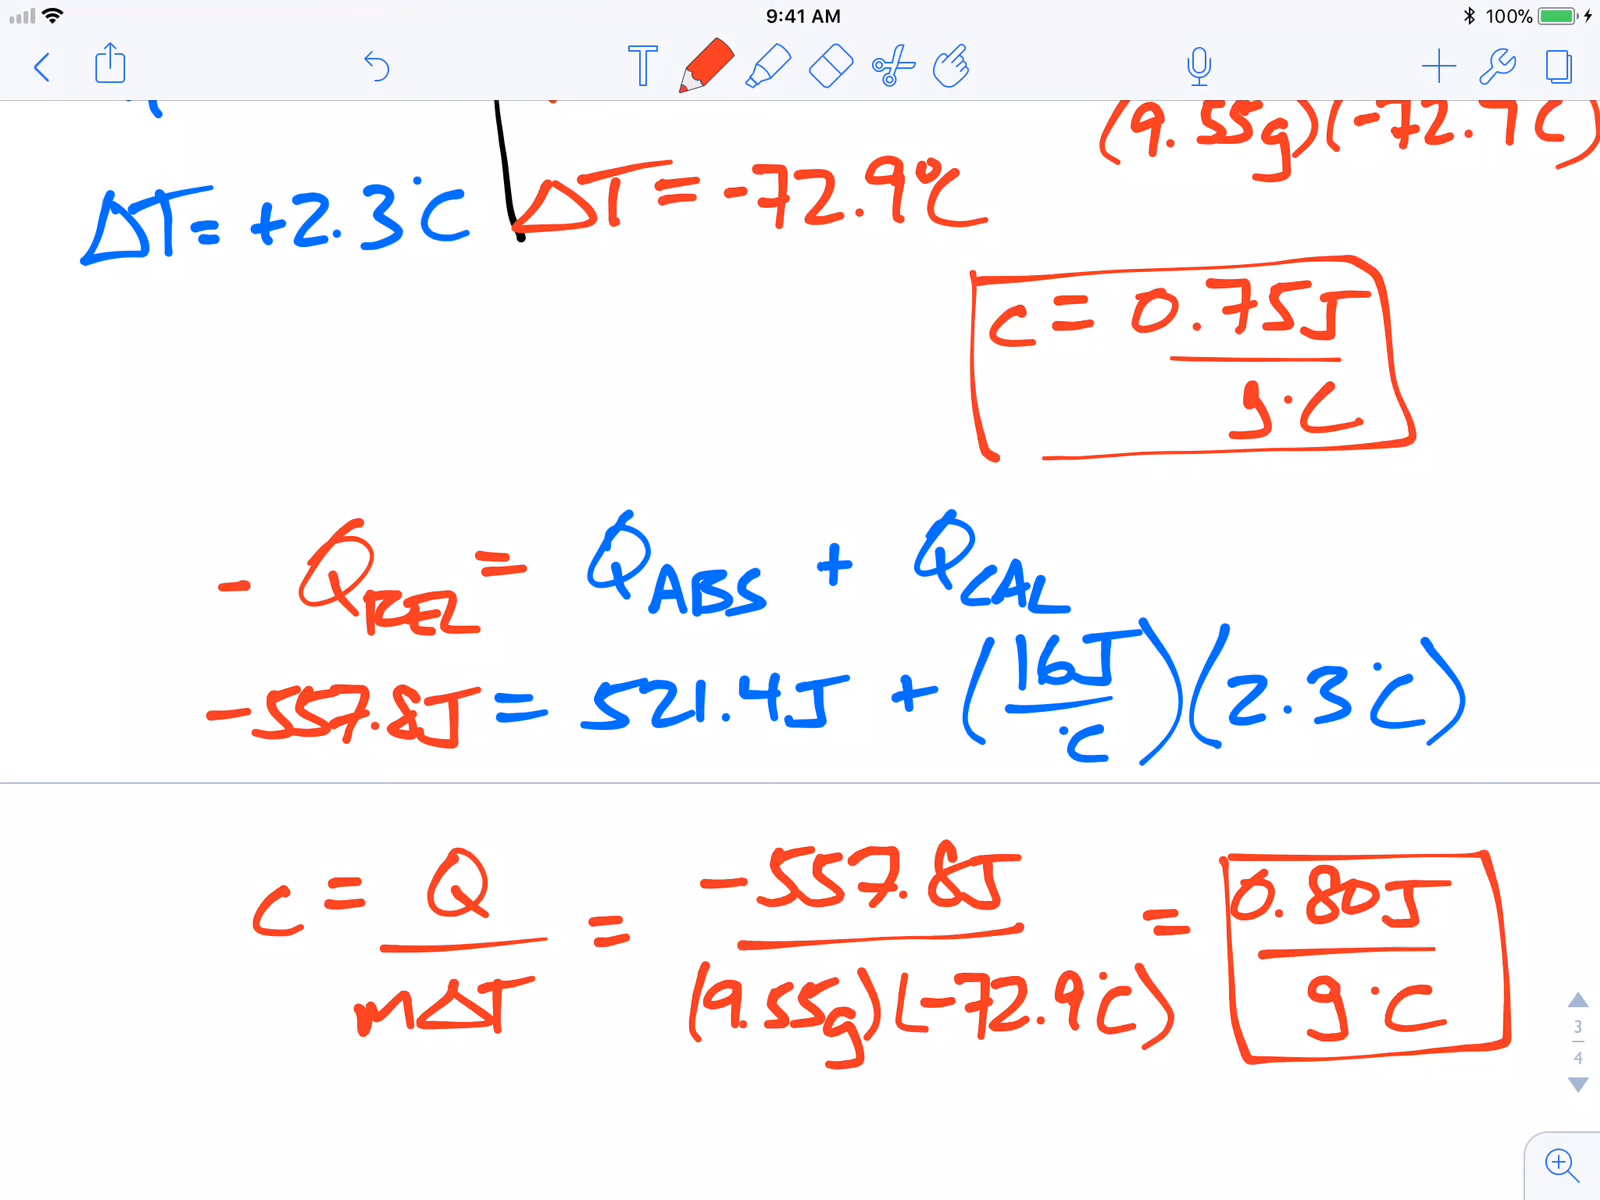 9:41 AM
100%
T
(9.55g)(-72.9C)
ΔT= +2.3°C
ΔT = -72.9°C
c = 0.75J
g·C
- QREL = QABS + QCAL
-557.8J = 521.4J + (16J/°C)(2.3°C)
c = Q/mΔT = -557.8J/(9.55g)(-72.9°C) = 0.80J/g·C
3
4